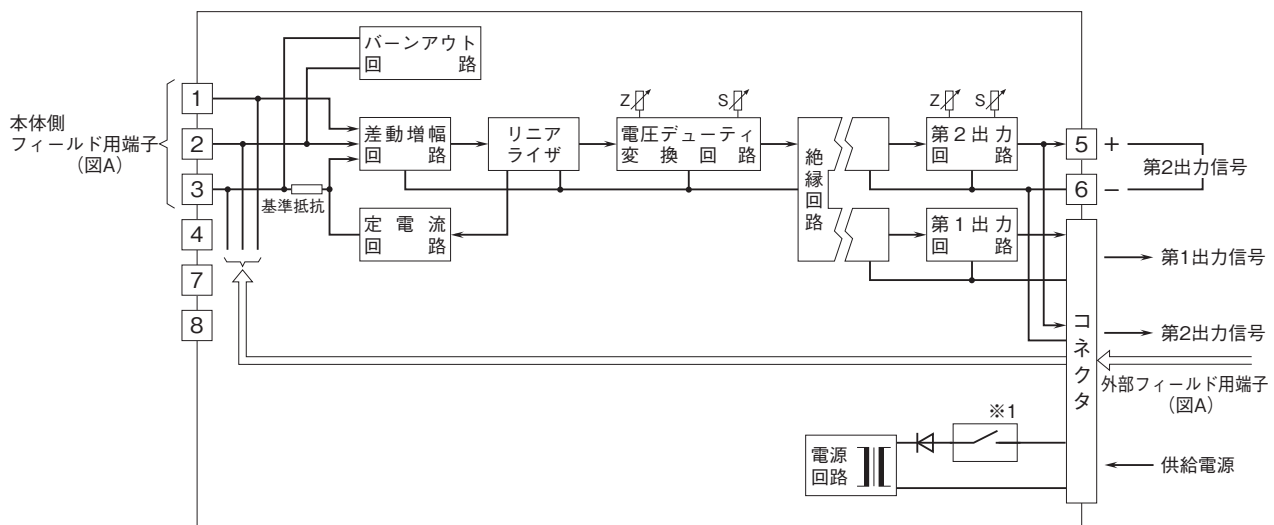 バーンアウト
回路
本体側
フィールド用端子
(図A)
1
2
3
4
7
8
基準抵抗
差動増幅
回路
リニア
ライザ
Z
S
電圧デューティ
変換回路
定電流
回路
絶縁回路
Z
S
第2出力
回路
第1出力
回路
5
+
6
−
第2出力信号
コネクタ
第1出力信号
第2出力信号
外部フィールド用端子
(図A)
供給電源
※1
電源
回路